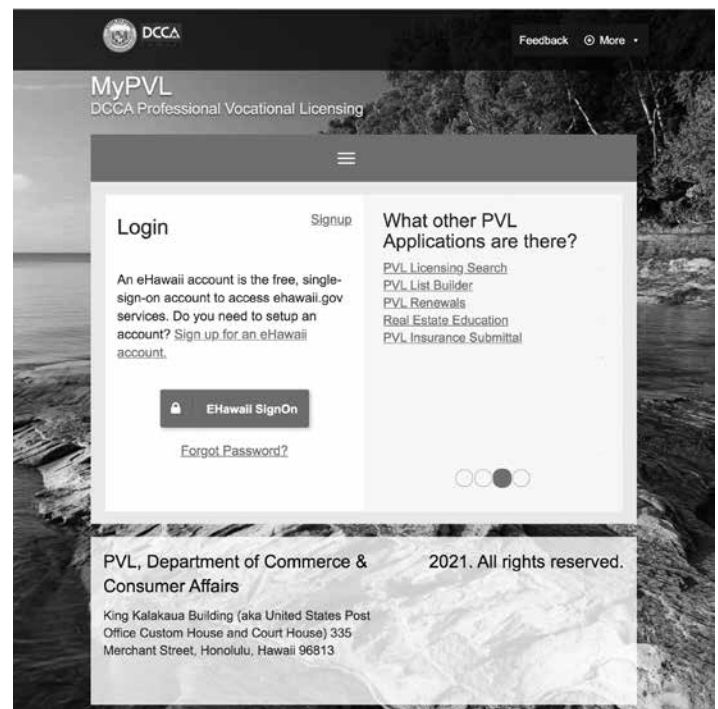 DCCA
Feedback More
MyPVL
DCCA Professional Vocational Licensing
Login
Signup
An eHawaii account is the free, single-
sign-on account to access ehawaii.gov
services. Do you need to setup an
account? Sign up for an eHawaii
account.
EHawaii SignOn
Forgot Password?
What other PVL
Applications are there?
PVL Licensing Search
PVL List Builder
PVL Renewals
Real Estate Education
PVL Insurance Submittal
PVL, Department of Commerce &
Consumer Affairs
King Kalakaua Building (aka United States Post
Office Custom House and Court House) 335
Merchant Street, Honolulu, Hawaii 96813
2021. All rights reserved.